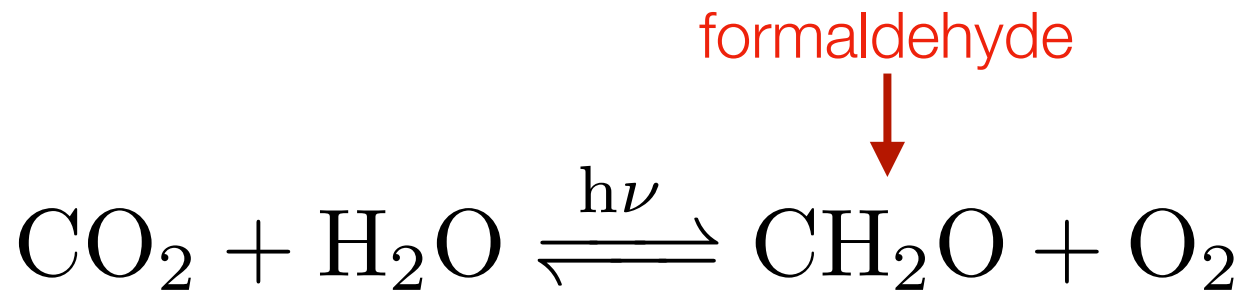 formaldehyde
hν
CO₂ + H₂O ⇌ CH₂O + O₂